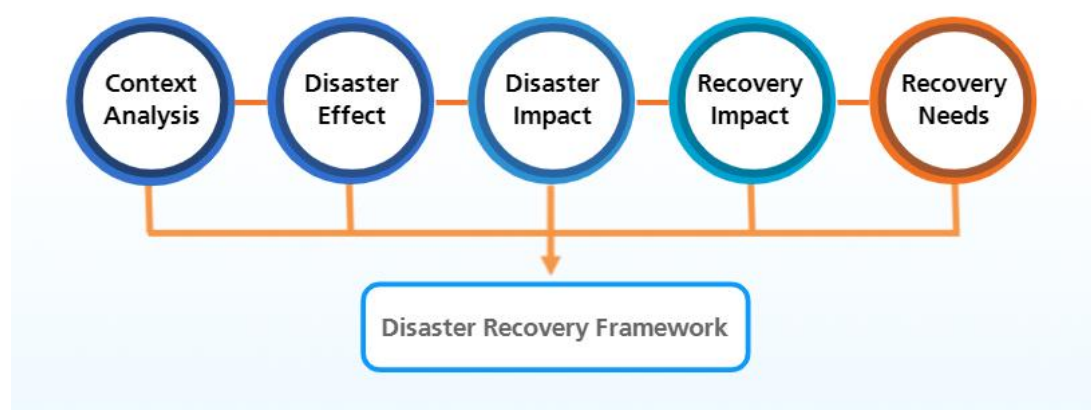 Context
Analysis
Disaster
Effect
Disaster
Impact
Recovery
Impact
Recovery
Needs
Disaster Recovery Framework